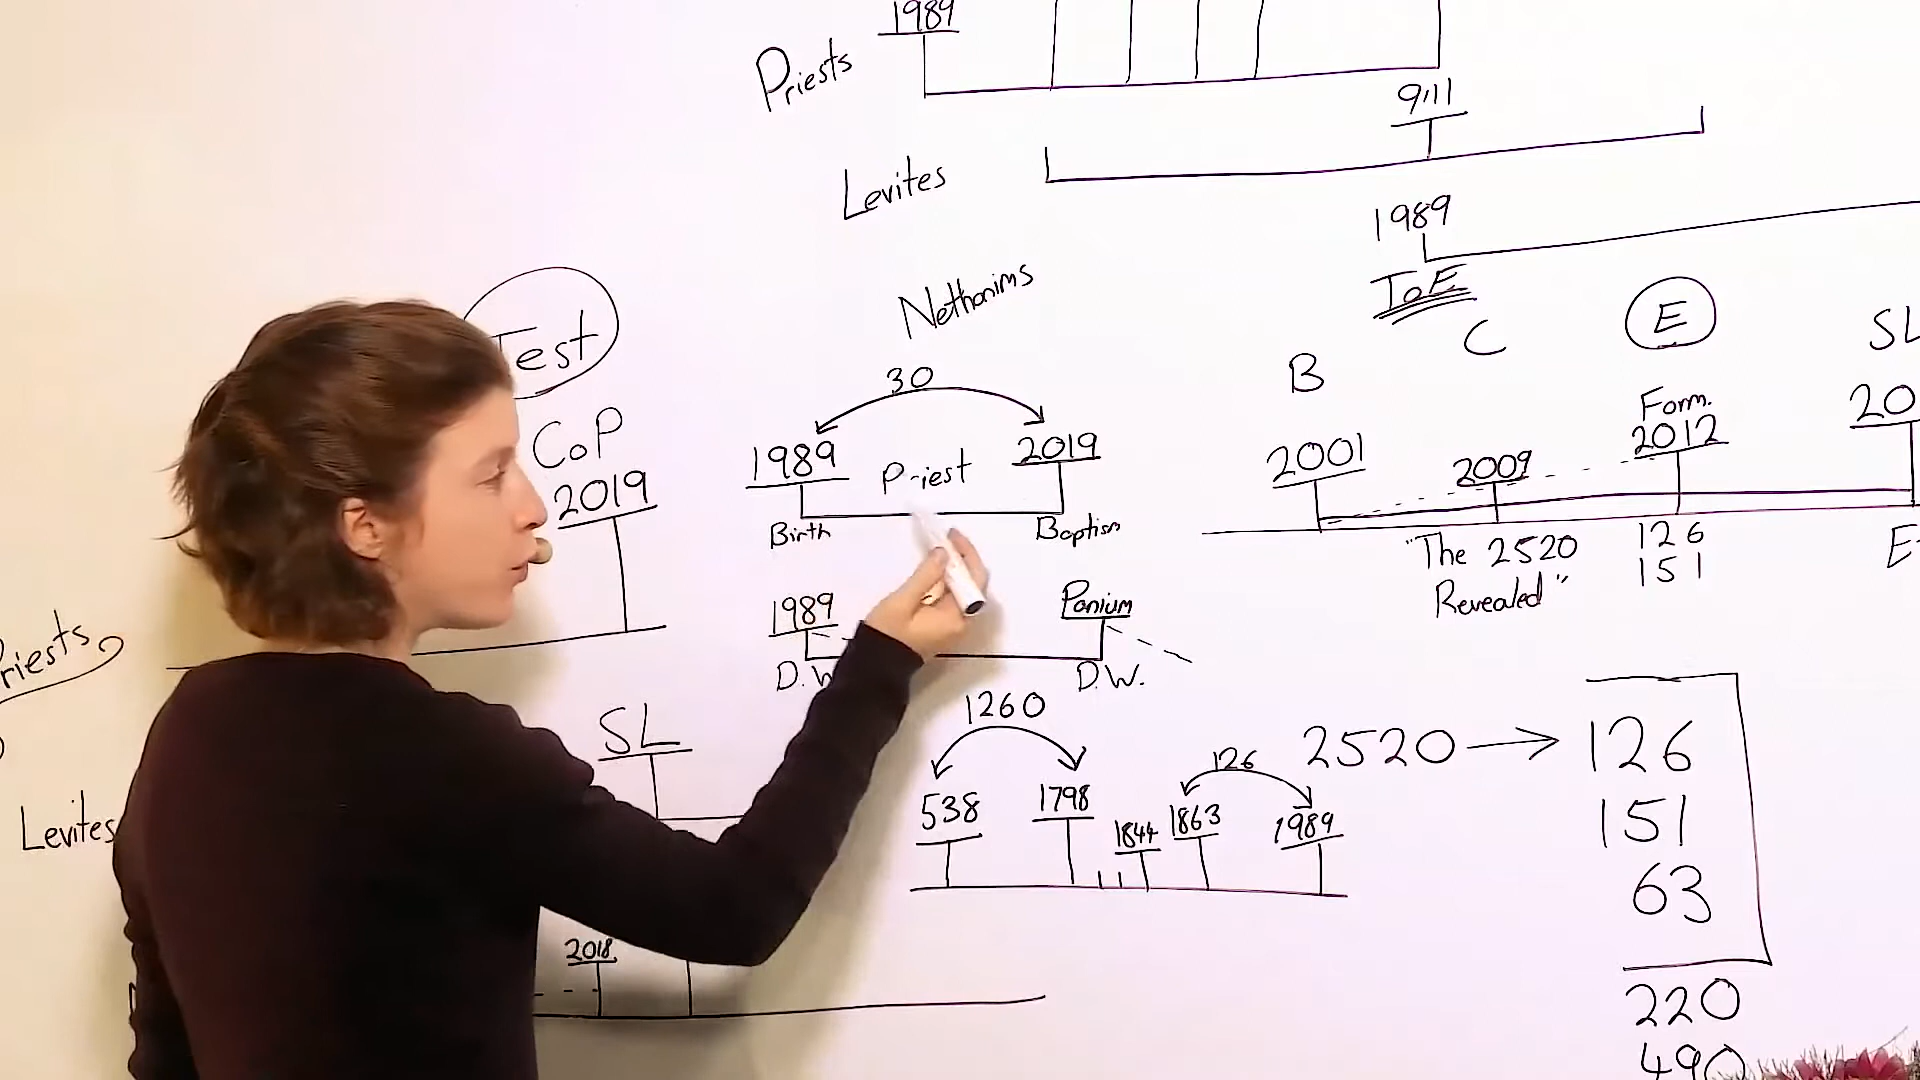 1989
Priests
9/11
Levites
1989
ToE
Nethanims
B
C
E
SL
Test
30
CoP
2019
1989
Priest
2019
Birth
Baptism
2001
2009
Form.
2012
20
"The 2520
Revealed"
126
151
E
1989
D.W
Panium
D.W.
Priests
Levites
SL
1260
538
1798
1844
1863
126
1989
2018
2520 →
126
151
63
220
490